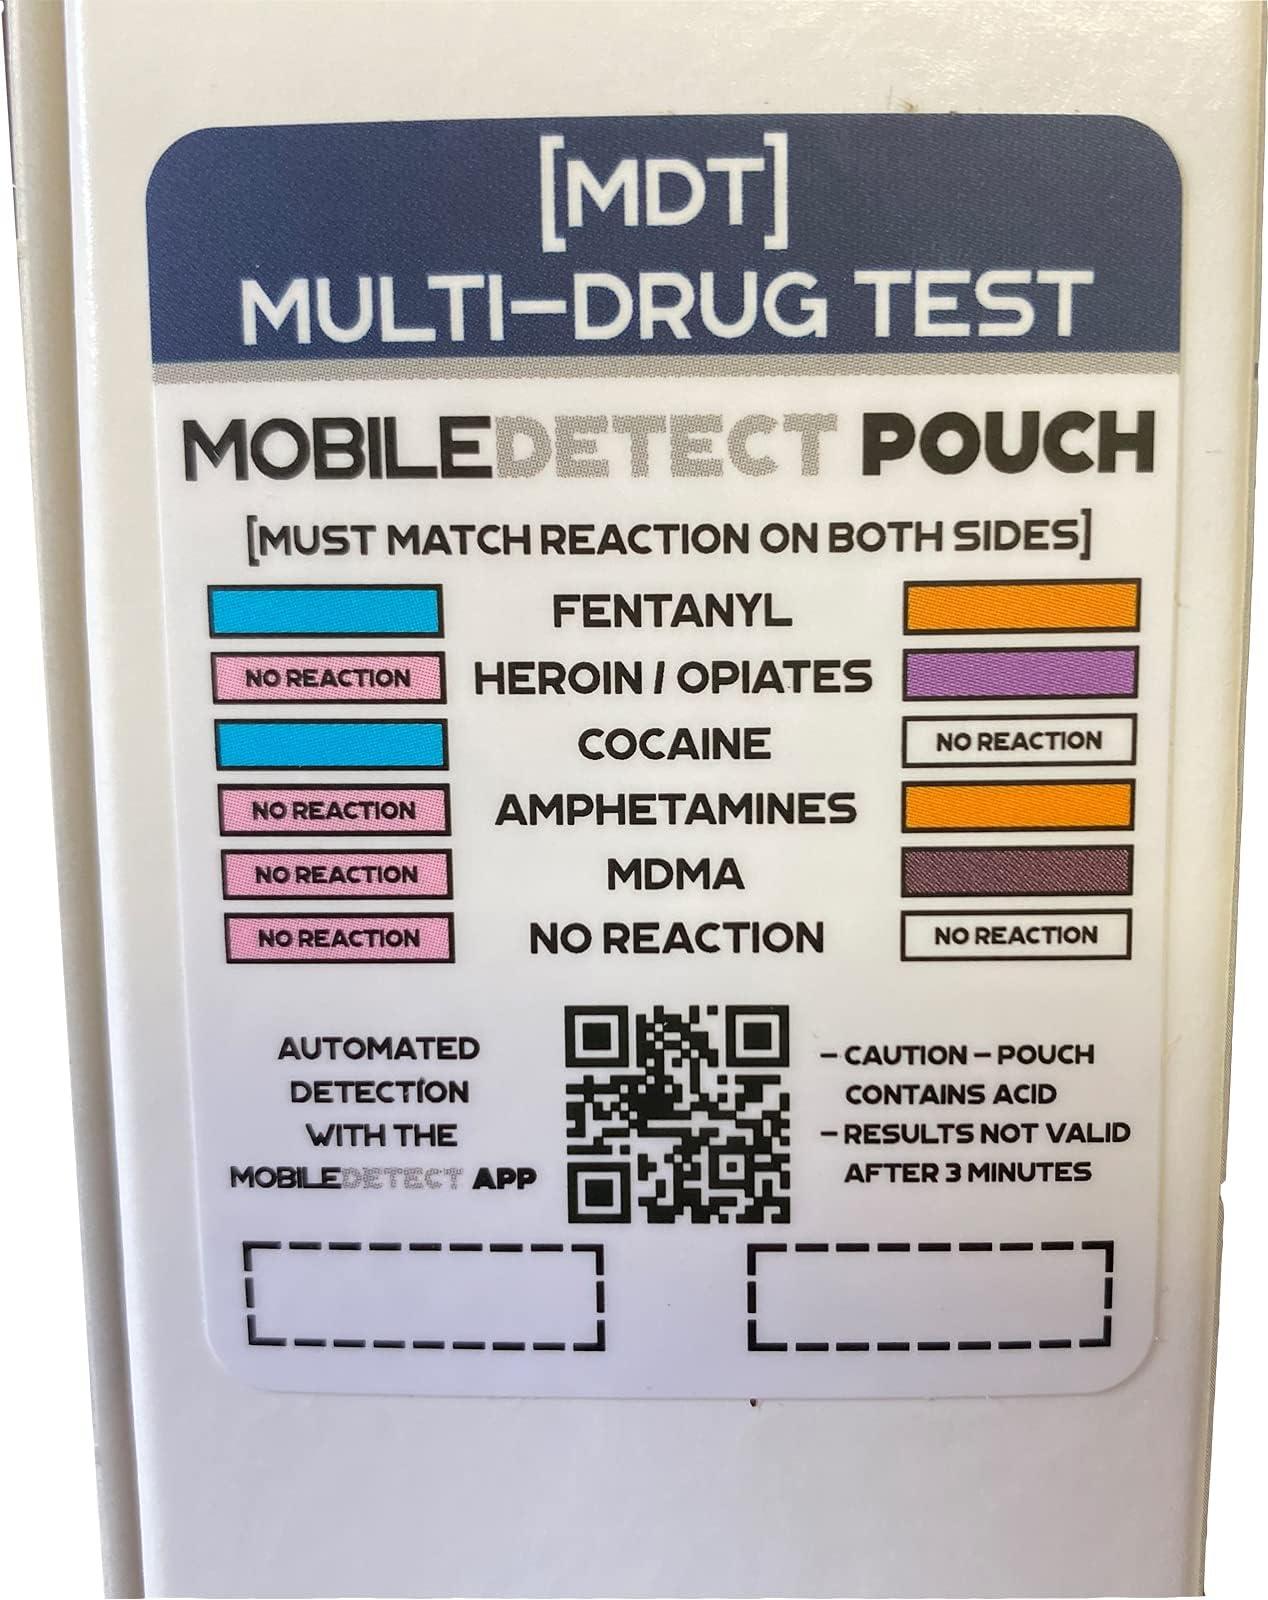 [MDT]
MULTI-DRUG TEST
MOBILEDETECT POUCH
[MUST MATCH REACTION ON BOTH SIDES]
FENTANYL
NO REACTION HEROIN / OPIATES
COCAINE NO REACTION
NO REACTION AMPHETAMINES
NO REACTION MDMA
NO REACTION NO REACTION NO REACTION
AUTOMATED
DETECTION
WITH THE
MOBILEDETECT APP
- CAUTION - POUCH
CONTAINS ACID
- RESULTS NOT VALID
AFTER 3 MINUTES